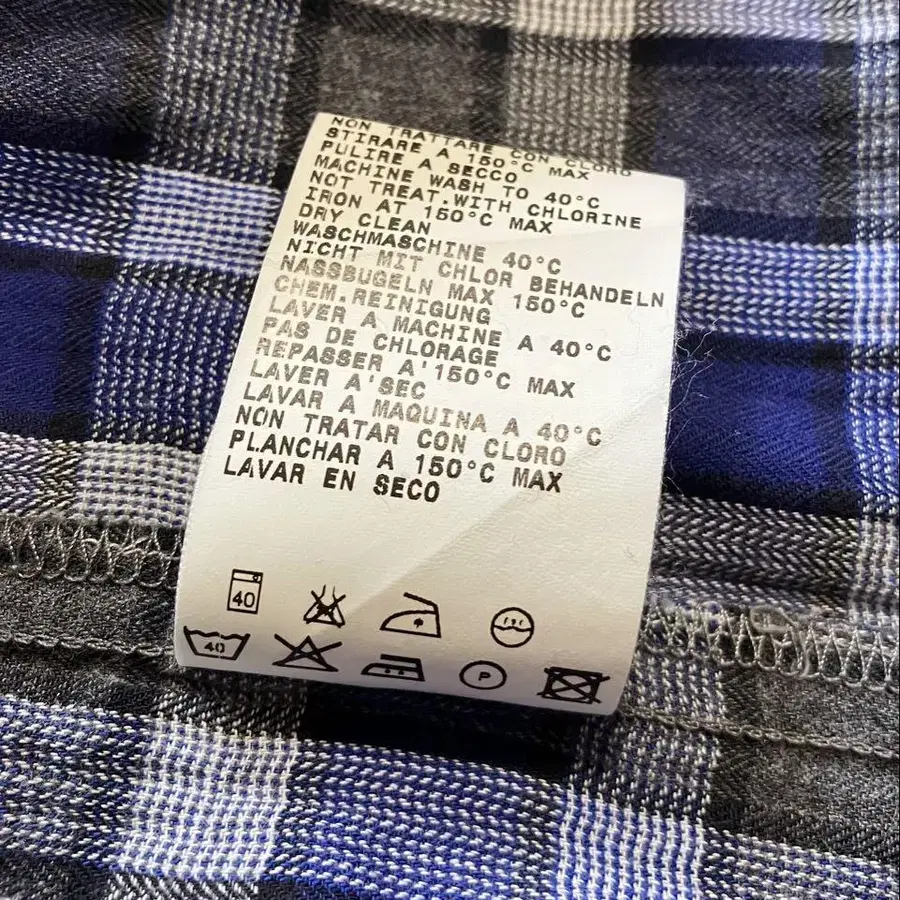 NON TRATTARE CON CLORO
STIRARE A 150°C MAX
PULIRE A SECCO
MACHINE WASH TO 40°C
NOT TREAT.WITH CHLORINE
IRON AT 150°C MAX
DRY CLEAN
WASCHMASCHINE 40°C
NICHT MIT CHLOR BEHANDELN
NASSBUGELN MAX 150°C
CHEM.REINIGUNG
LAVER A MACHINE A 40°C
PAS DE CHLORAGE
REPASSER A'150°C MAX
LAVER A'SEC
LAVAR A MAQUINA A 40°C
NON TRATAR CON CLORO
PLANCHAR A 150°C MAX
LAVAR EN SECO
40
40 P